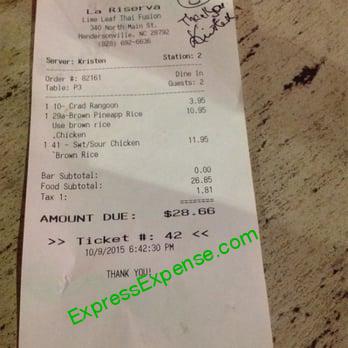 La Riserva
Lime Leaf Thai Fusion
340 North Main St.
Hendersonville, NC 28792
(828) 692-6636
Thank You
Kristen
Server: Kristen Station: 2
Order #: 82161 Dine In
Table: P3 Guests: 2
1 10- Crad Rangoon 3.95
1 29a-Brown Pineapp Rice 10.95
Use brown rice
.Chicken
1 41 - Swt/Sour Chicken 11.95
*Brown Rice
Bar Subtotal: 0.00
Food Subtotal: 26.85
Tax 1: 1.81
========
AMOUNT DUE: $28.66
>> Ticket #: 42 <<
10/9/2015 6:42:30 PM
THANK YOU!
ExpressExpense.com